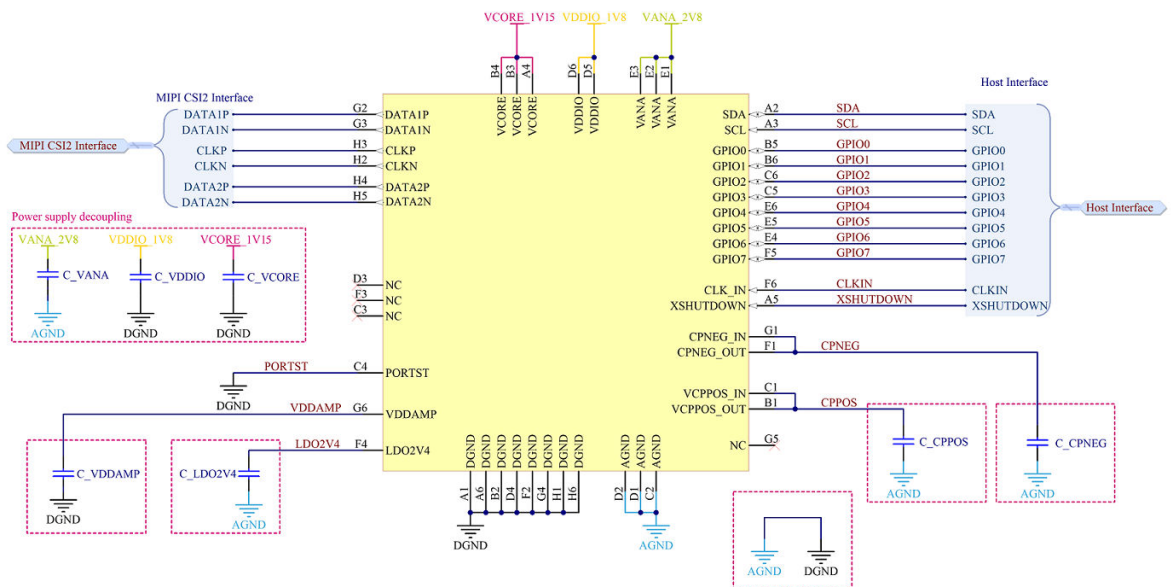 VCORE_1V15
VDDIO_1V8
VANA_2V8
B4
B3
A4
D6
D5
E3
E2
E1
VCORE
VCORE
VCORE
VDDIO
VDDIO
VANA
VANA
VANA
MIPI CSI2 Interface
MIPI CSI2 Interface
DATA1P
DATA1N
CLKP
CLKN
DATA2P
DATA2N
G2
G3
H3
H2
H4
H5
DATA1P
DATA1N
CLKP
CLKN
DATA2P
DATA2N
Power supply decoupling
VANA_2V8
VDDIO_1V8
VCORE_1V15
C_VANA
C_VDDIO
C_VCORE
AGND
DGND
DGND
D3
F3
C3
NC
NC
NC
PORTST
C4
PORTST
DGND
VDDAMP
G6
VDDAMP
LDO2V4
F4
LDO2V4
C_VDDAMP
DGND
C_LDO2V4
AGND
DGND
DGND
DGND
DGND
DGND
DGND
DGND
DGND
A1
A6
B2
D4
F2
G4
H1
H6
DGND
AGND
AGND
AGND
D2
D1
C2
AGND
Host Interface
SDA
SCL
GPIO0
GPIO1
GPIO2
GPIO3
GPIO4
GPIO5
GPIO6
GPIO7
CLK_IN
XSHUTDOWN
A2
A3
B5
B6
C6
C5
E6
E5
E4
F5
F6
A5
SDA
SCL
GPIO0
GPIO1
GPIO2
GPIO3
GPIO4
GPIO5
GPIO6
GPIO7
CLKIN
XSHUTDOWN
SDA
SCL
GPIO0
GPIO1
GPIO2
GPIO3
GPIO4
GPIO5
GPIO6
GPIO7
CLKIN
XSHUTDOWN
Host Interface
CPNEG_IN
CPNEG_OUT
G1
F1
CPNEG
VCPPOS_IN
VCPPOS_OUT
C1
B1
CPPOS
NC
G5
C_CPPOS
AGND
C_CPNEG
AGND
AGND
DGND